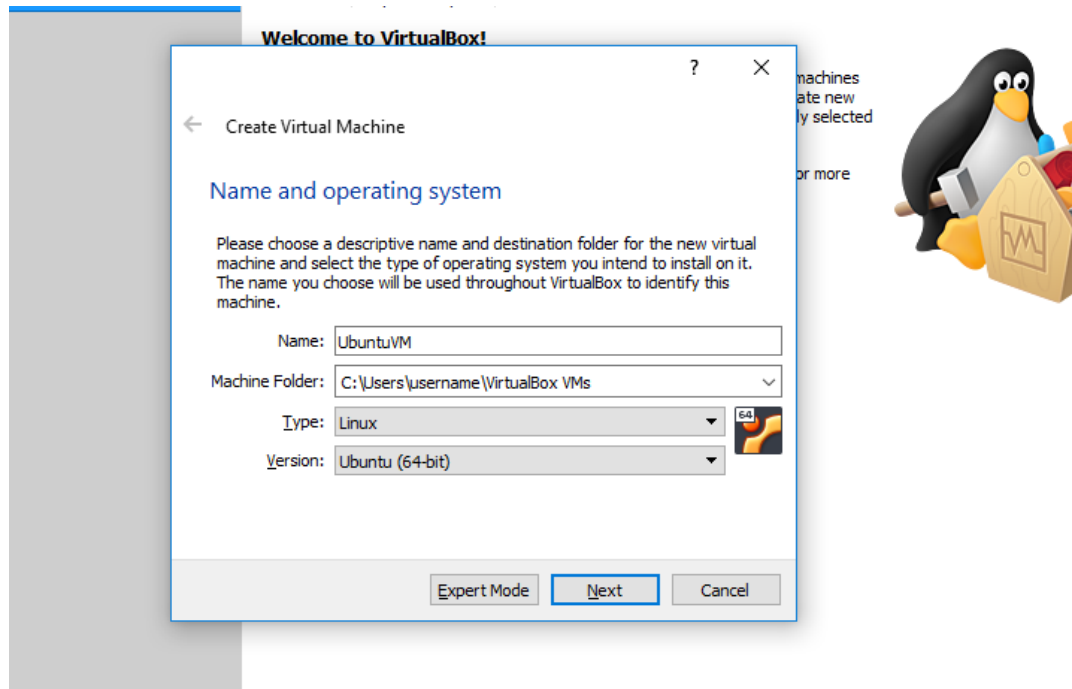 Welcome to VirtualBox!
?
machines
ate new
ly selected
Create Virtual Machine
or more
Name and operating system
Please choose a descriptive name and destination folder for the new virtual
machine and select the type of operating system you intend to install on it.
The name you choose will be used throughout VirtualBox to identify this
machine.
Name: UbuntuVM
Machine Folder: C:\Users\username\VirtualBox VMs
Type: Linux
64
Version: Ubuntu (64-bit)
Expert Mode Next Cancel